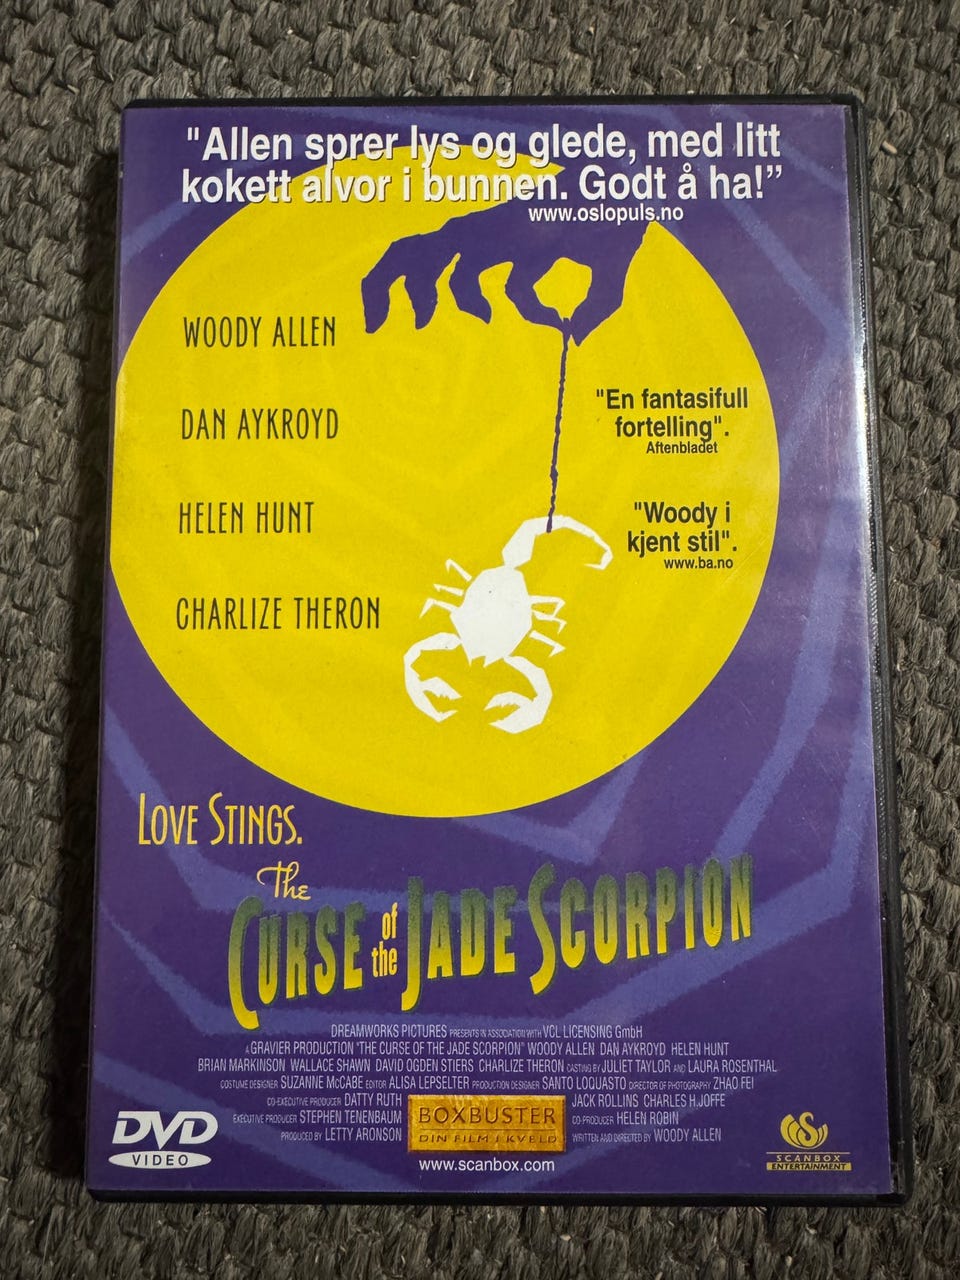 "Allen sprer lys og glede, med litt
kokett alvor i bunnen. Godt å ha!”
www.oslopuls.no
WOODY ALLEN
DAN AYKROYD
HELEN HUNT
CHARLIZE THERON
"En fantasifull
fortelling".
Aftenbladet
"Woody i
kjent stil".
www.ba.no
LOVE STINGS.
The
CURSE of the JADE SCORPION
DREAMWORKS PICTURES PRESENTS IN ASSOCIATION WITH VCL LICENSING GmbH
A GRAVIER PRODUCTION "THE CURSE OF THE JADE SCORPION" WOODY ALLEN DAN AYKROYD HELEN HUNT
BRIAN MARKINSON WALLACE SHAWN DAVID OGDEN STIERS CHARLIZE THERON CASTING BY JULIET TAYLOR AND LAURA ROSENTHAL
COSTUME DESIGNER SUZANNE McCABE EDITOR ALISA LEPSELTER PRODUCTION DESIGNER SANTO LOQUASTO DIRECTOR OF PHOTOGRAPHY ZHAO FEI
CO-EXECUTIVE PRODUCER DATTY RUTH JACK ROLLINS CHARLES H.JOFFE
EXECUTIVE PRODUCER STEPHEN TENENBAUM CO-PRODUCER HELEN ROBIN
PRODUCED BY LETTY ARONSON WRITTEN AND DIRECTED BY WOODY ALLEN
BOXBUSTER
DIN FILM I KVELD
www.scanbox.com
DVD
VIDEO
SCANBOX
ENTERTAINMENT